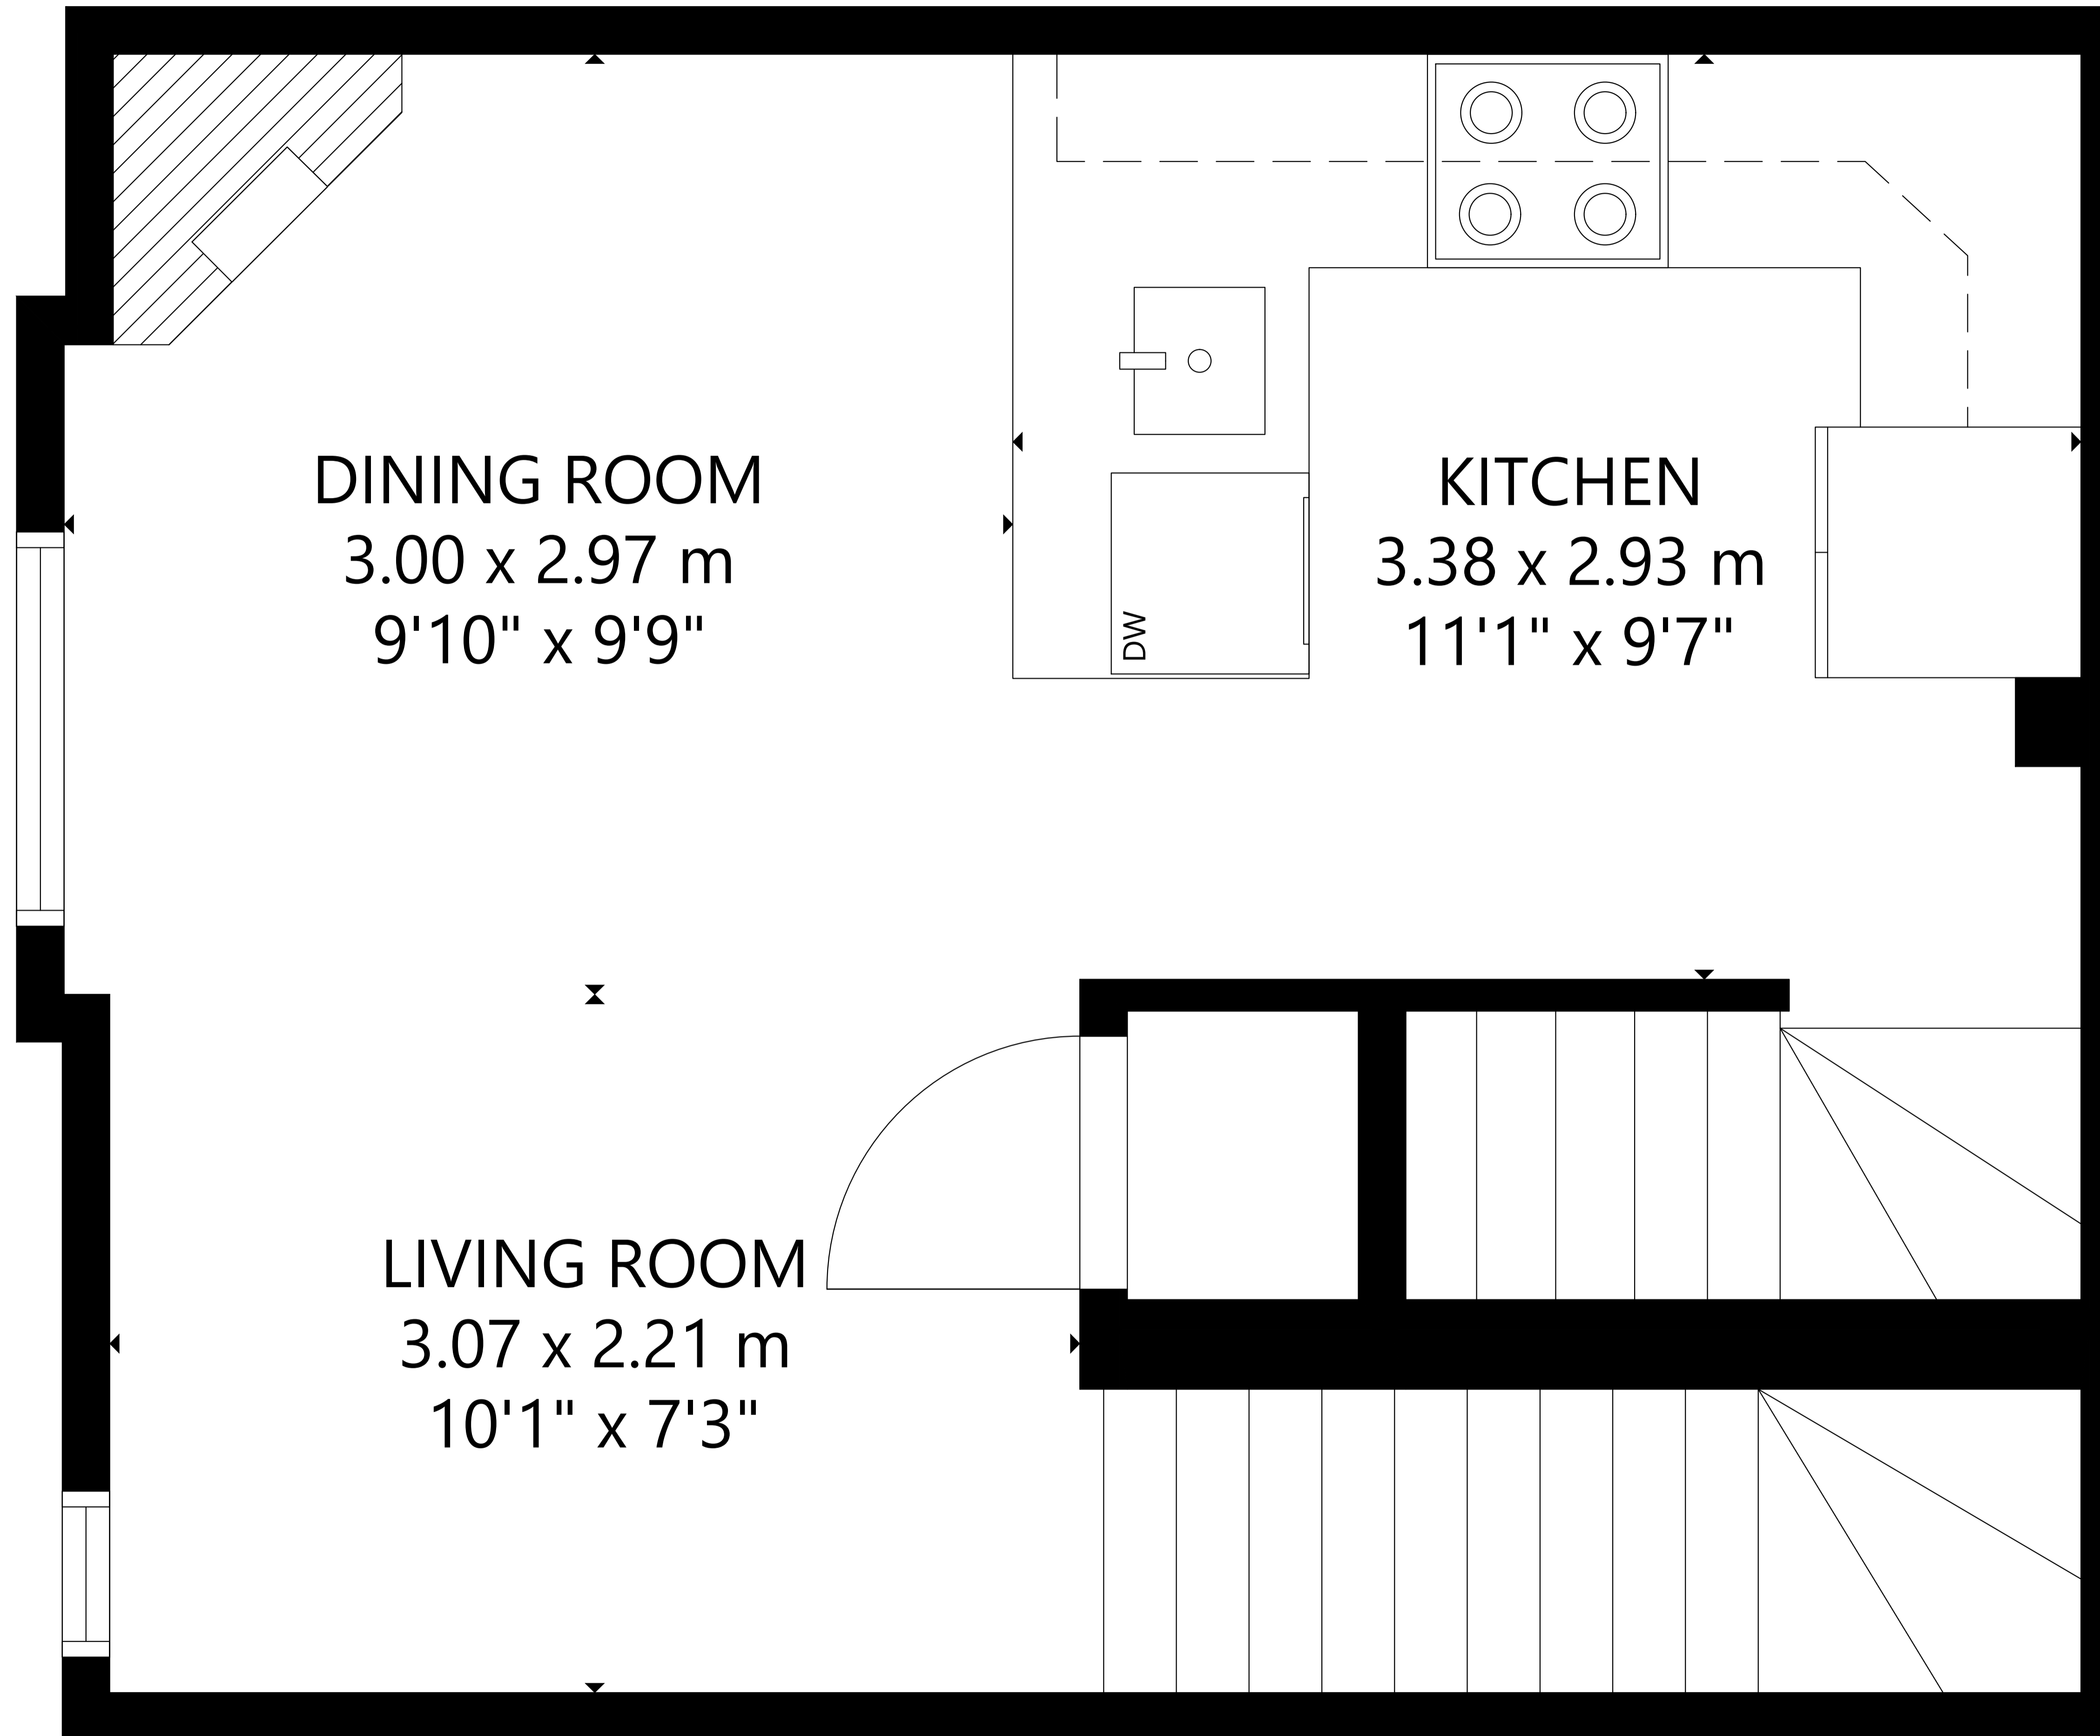 DINING ROOM
3.00 x 2.97 m
9'10" x 9'9"
DW
KITCHEN
3.38 x 2.93 m
11'1" x 9'7"
LIVING ROOM
3.07 x 2.21 m
10'1" x 7'3"